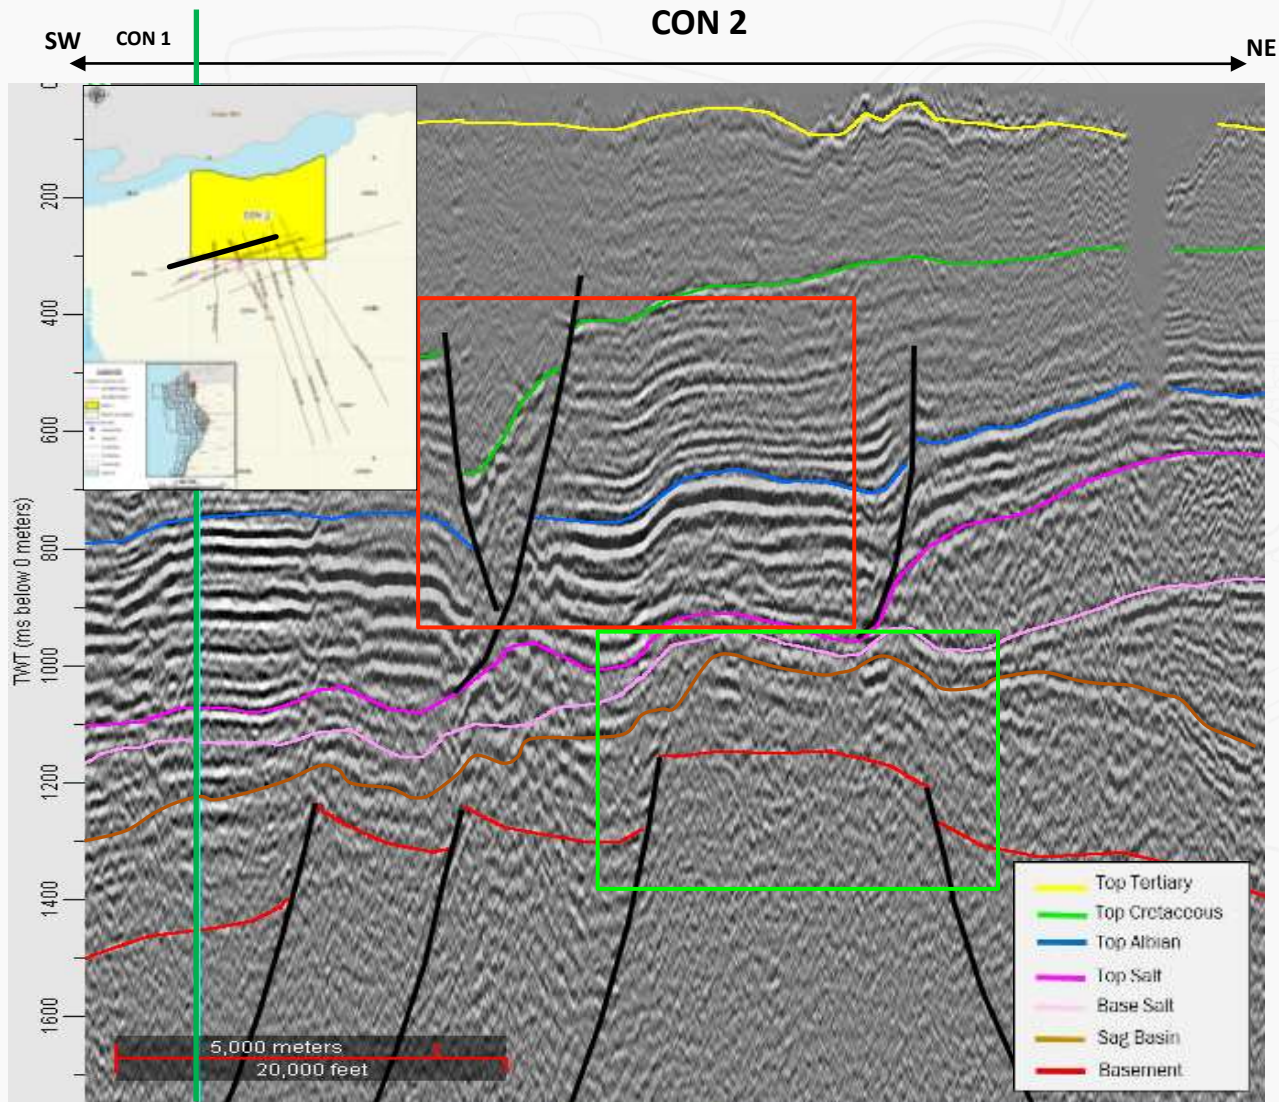 CON 2
SW
CON 1
NE
0
200
400
600
800
1000
1200
1400
1600
TWT (ms below 0 meters)
CON 2
5,000 meters
20,000 feet
Top Tertiary
Top Cretaceous
Top Albian
Top Salt
Base Salt
Sag Basin
Basement